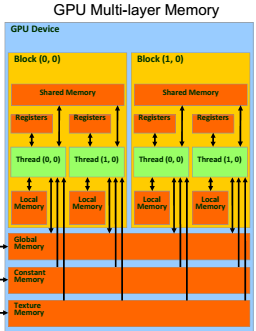 GPU Multi-layer Memory
GPU Device
Block (0, 0)
Block (1, 0)
Shared Memory
Shared Memory
Registers
Registers
Registers
Registers
Thread (0, 0)
Thread (1, 0)
Thread (0, 0)
Thread (1, 0)
Local
Memory
Local
Memory
Local
Memory
Local
Memory
Global
Memory
Constant
Memory
Texture
Memory